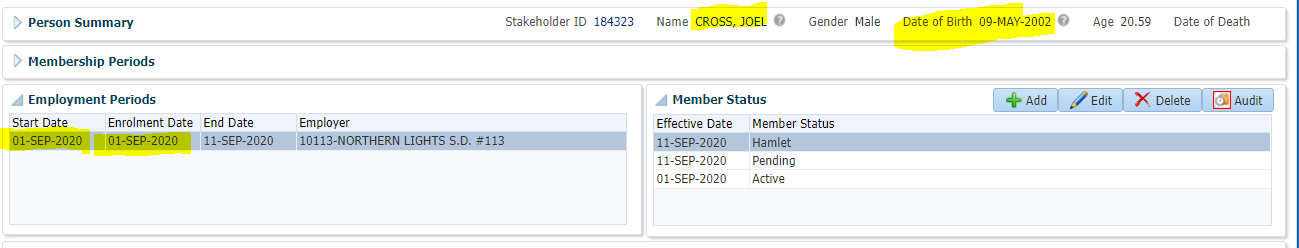 Person Summary Stakeholder ID 184323 Name CROSS, JOEL Gender Male Date of Birth 09-MAY-2002 Age 20.59 Date of Death
Membership Periods
Employment Periods
Start Date Enrolment Date End Date Employer
01-SEP-2020 01-SEP-2020 11-SEP-2020 10113-NORTHERN LIGHTS S.D. #113
Member Status Add Edit Delete Audit
Effective Date Member Status
11-SEP-2020 Hamlet
11-SEP-2020 Pending
01-SEP-2020 Active